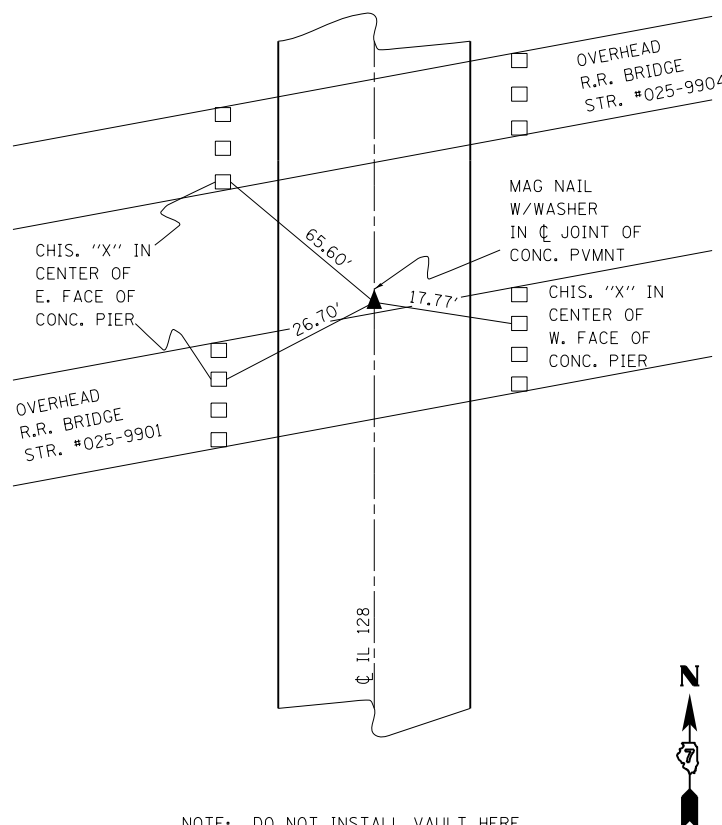 OVERHEAD
R.R. BRIDGE
STR. #025-9904
MAG NAIL
W/WASHER
IN ℄ JOINT OF
CONC. PVMNT
65.60'
CHIS. "X" IN
CENTER OF
E. FACE OF
CONC. PIER
17.77'
CHIS. "X" IN
CENTER OF
W. FACE OF
CONC. PIER
26.70'
OVERHEAD
R.R. BRIDGE
STR. #025-9901
℄ IL 128
N
7
NOTE: DO NOT INSTALL VAULT HERE